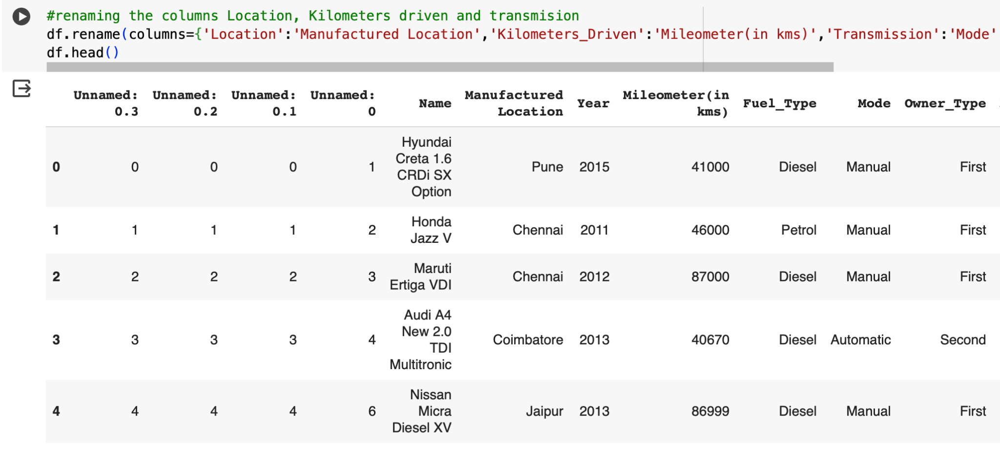 #renaming the columns Location, Kilometers driven and transmision
df.rename(columns={'Location':'Manufactured Location','Kilometers_Driven':'Mileometer(in kms)','Transmission':'Mode'
df.head()
Unnamed: 0.3 Unnamed: 0.2 Unnamed: 0.1 Unnamed: 0 Name Manufactured Location Year Mileometer(in kms) Fuel_Type Mode Owner_Type
0 0 0 0 1 Hyundai Creta 1.6 CRDi SX Option Pune 2015 41000 Diesel Manual First
1 1 1 1 2 Honda Jazz V Chennai 2011 46000 Petrol Manual First
2 2 2 2 3 Maruti Ertiga VDI Chennai 2012 87000 Diesel Manual First
3 3 3 3 4 Audi A4 New 2.0 TDI Multitronic Coimbatore 2013 40670 Diesel Automatic Second
4 4 4 4 6 Nissan Micra Diesel XV Jaipur 2013 86999 Diesel Manual First